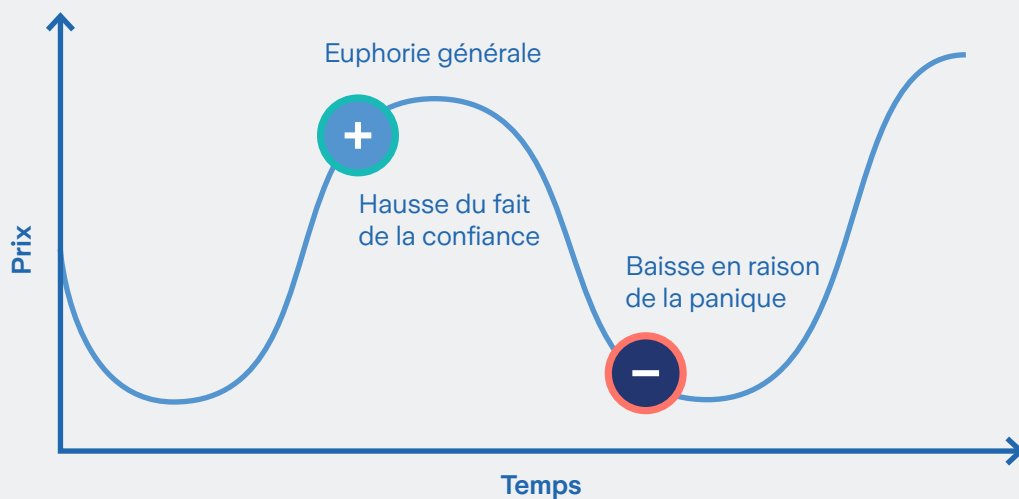 Euphorie générale
+
Hausse du fait
de la confiance
Prix
Baisse en raison
de la panique
−
Temps